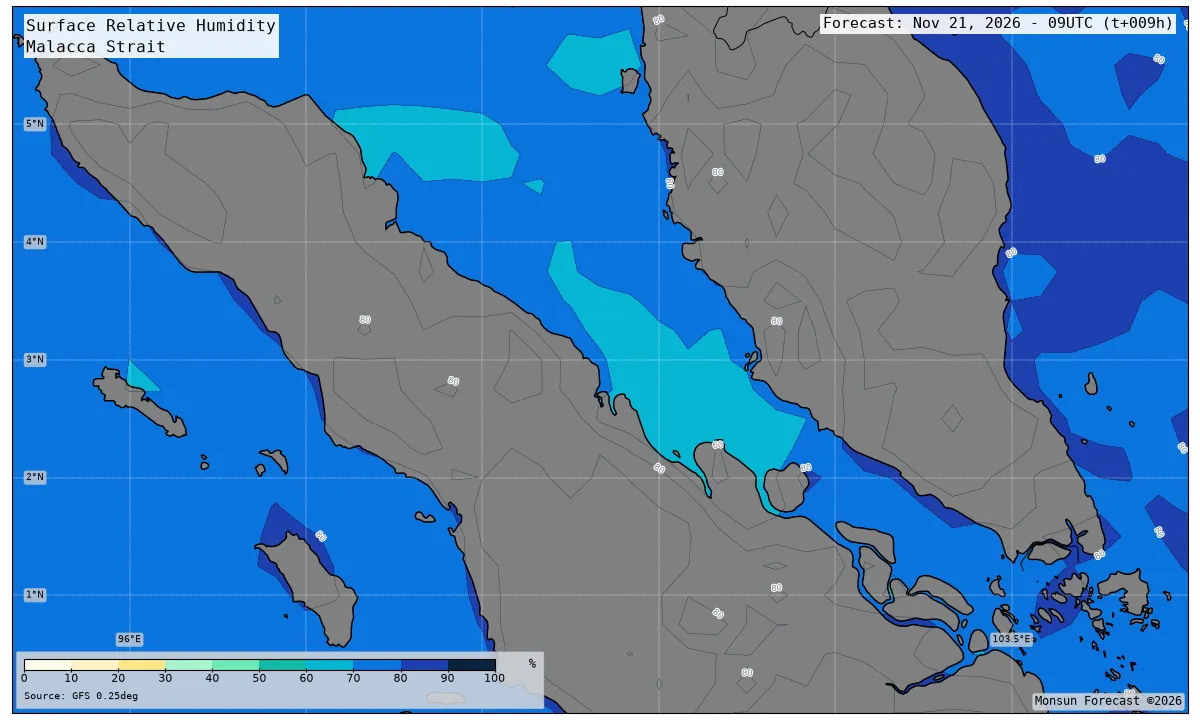 Surface Relative Humidity
Malacca Strait
Forecast: Nov 21, 2026 - 09UTC (t+009h)
80
80
5°N
80
80
80
4°N
80
80
80
3°N
80
80
80
80
80
2°N
80
80
80
80
1°N
80
96°E
103.5°E
80
%
0 10 20 30 40 50 60 70 80 90 100
Source: GFS 0.25deg
Monsun Forecast ©2026